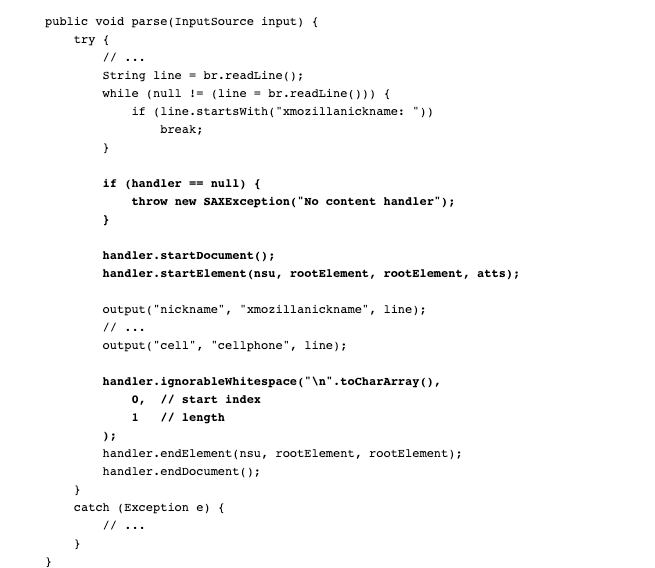 public void parse(InputSource input) {
    try {
        // ...
        String line = br.readLine();
        while (null != (line = br.readLine())) {
            if (line.startsWith("xmozillanickname: "))
                break;
        }

        if (handler == null) {
            throw new SAXException("No content handler");
        }

        handler.startDocument();
        handler.startElement(nsu, rootElement, rootElement, atts);

        output("nickname", "xmozillanickname", line);
        // ...
        output("cell", "cellphone", line);

        handler.ignorableWhitespace("\n".toCharArray(),
            0,  // start index
            1   // length
        );
        handler.endElement(nsu, rootElement, rootElement);
        handler.endDocument();
    }
    catch (Exception e) {
        // ...
    }
}